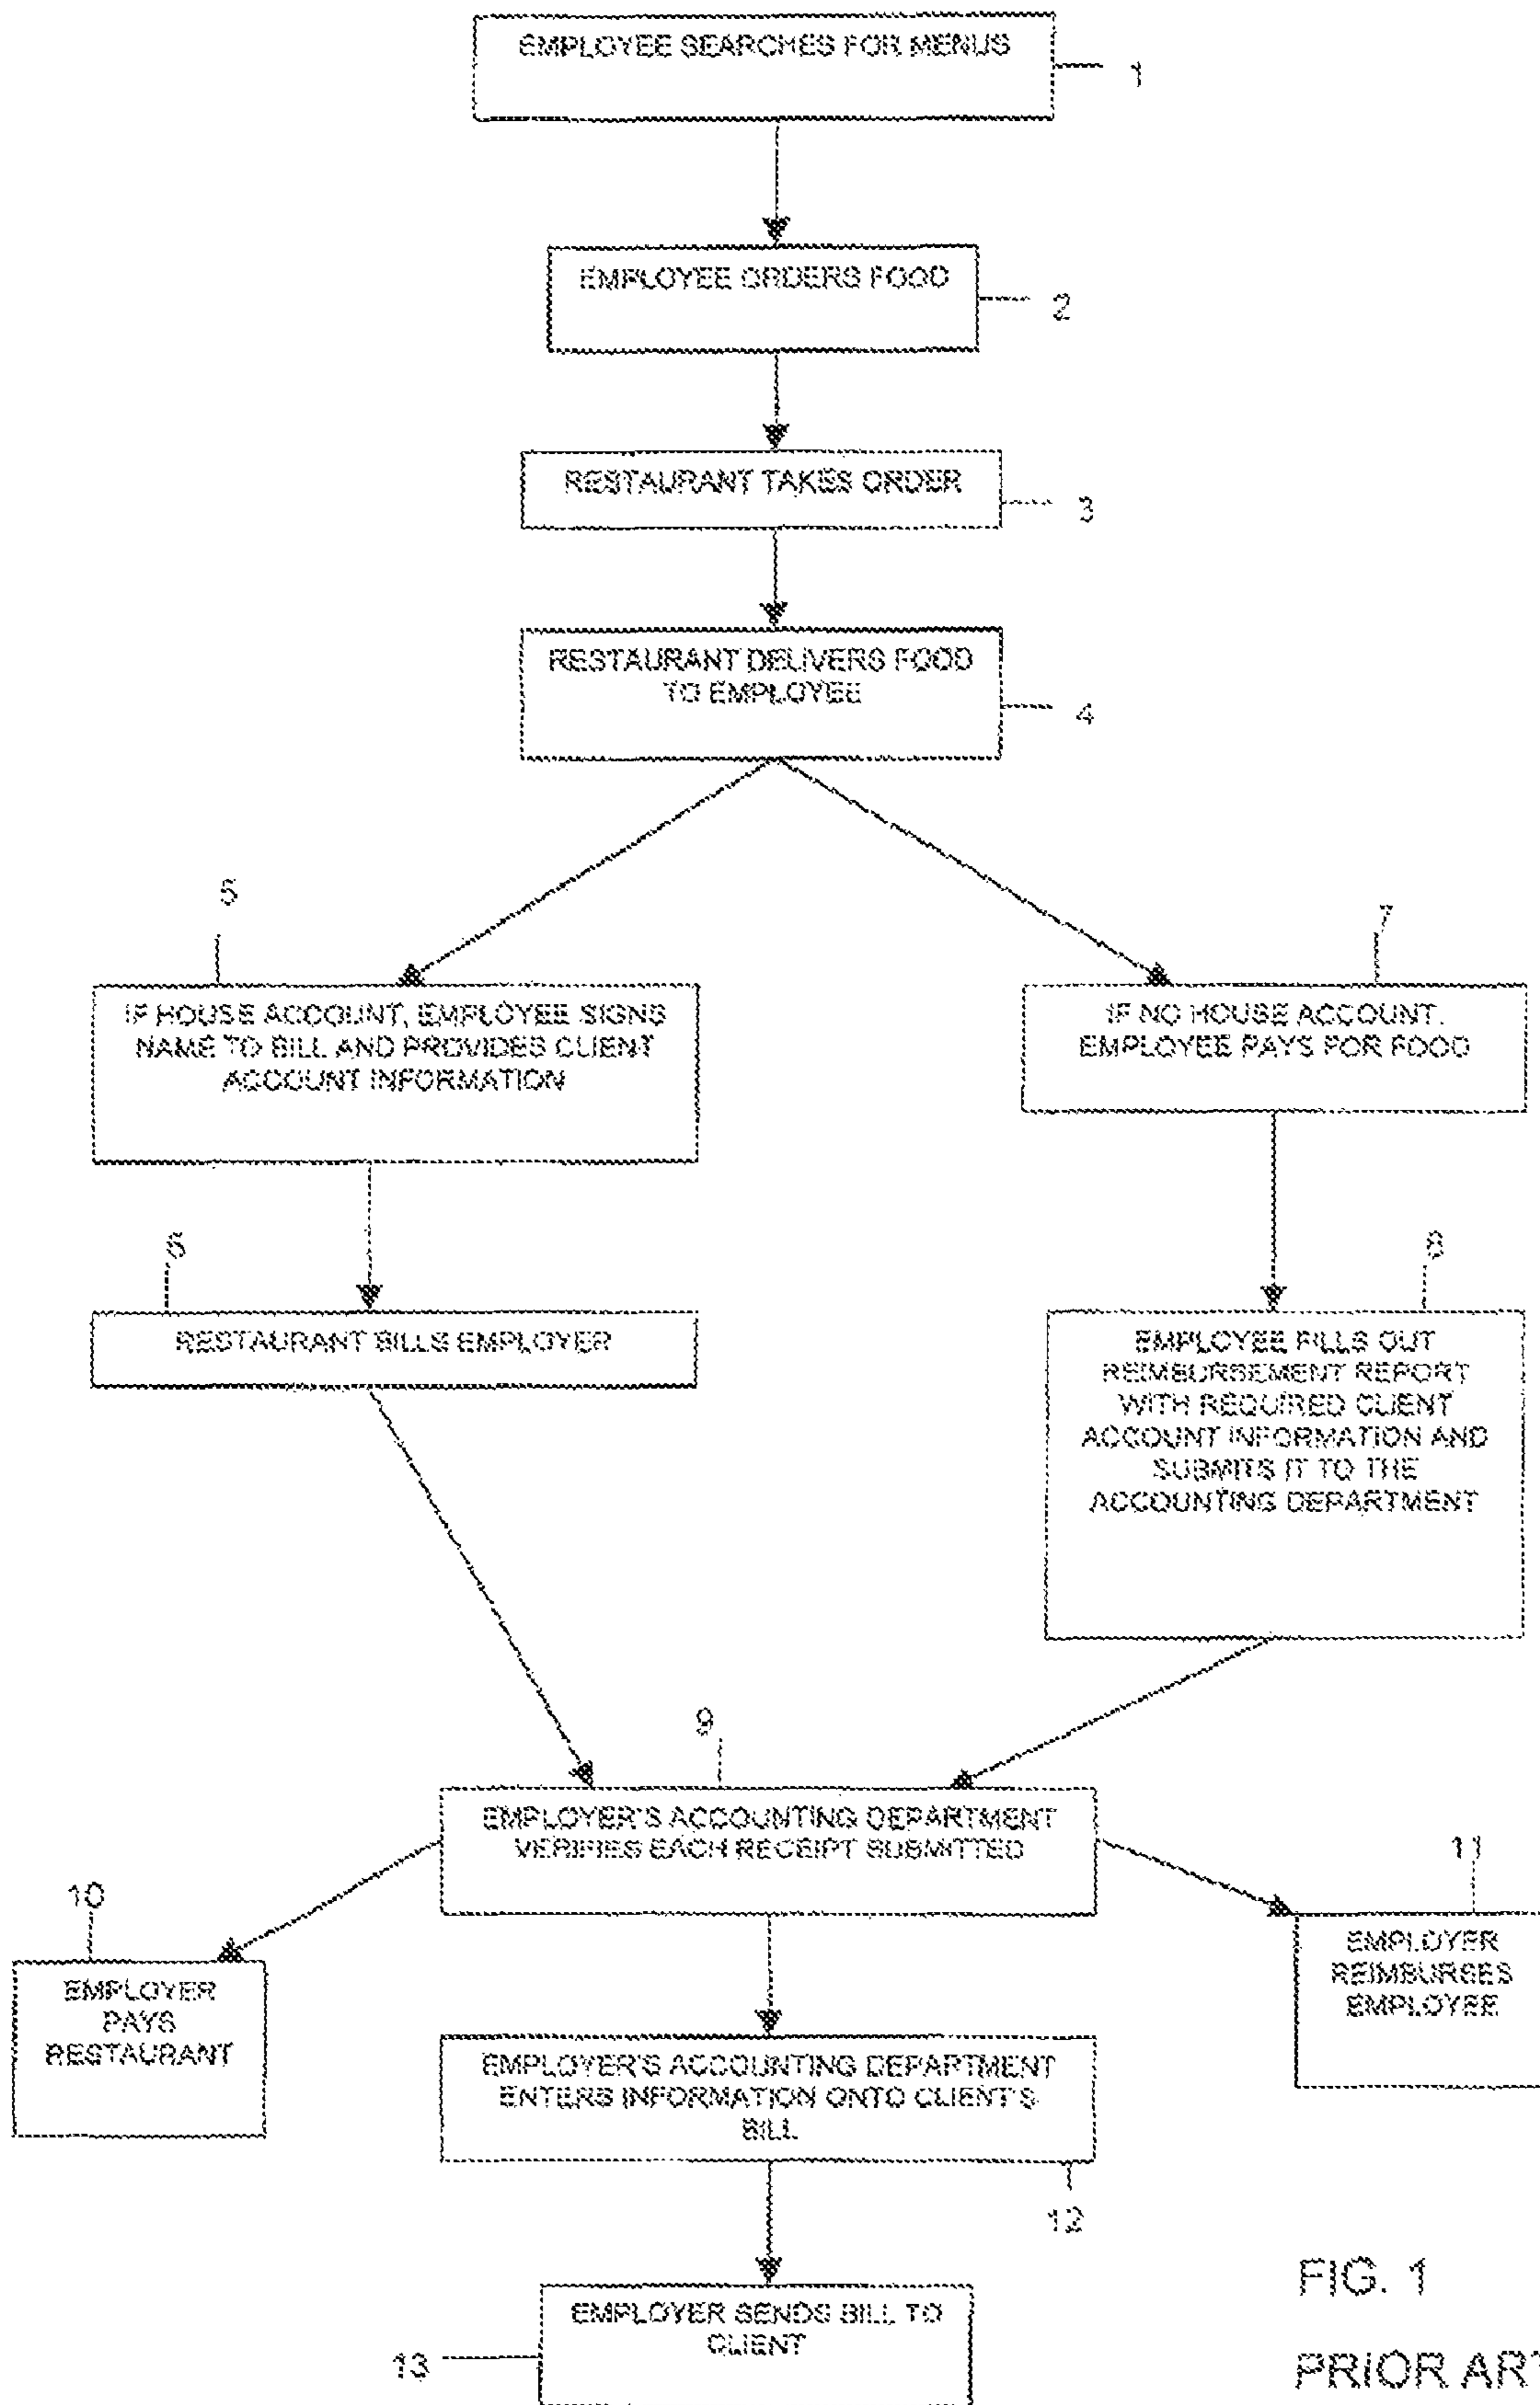 EMPLOYEE SEARCHES FOR MENUS
1
EMPLOYEE ORDERS FOOD
2
RESTAURANT TAKES ORDER
3
RESTAURANT DELIVERS FOOD
TO EMPLOYEE
4
5
IF HOUSE ACCOUNT, EMPLOYEE SIGNS
NAME TO BILL AND PROVIDES CLIENT
ACCOUNT INFORMATION
7
IF NO HOUSE ACCOUNT,
EMPLOYEE PAYS FOR FOOD
6
RESTAURANT BILLS EMPLOYER
8
EMPLOYEE FILLS OUT
REIMBURSEMENT REPORT
WITH REQUIRED CLIENT
ACCOUNT INFORMATION AND
SUBMITS IT TO THE
ACCOUNTING DEPARTMENT
9
EMPLOYER'S ACCOUNTING DEPARTMENT
VERIFIES EACH RECEIPT SUBMITTED
10
EMPLOYER
PAYS
RESTAURANT
11
EMPLOYER
REIMBURSES
EMPLOYEE
EMPLOYER'S ACCOUNTING DEPARTMENT
ENTERS INFORMATION ONTO CLIENT'S
BILL
12
EMPLOYER SENDS BILL TO
CLIENT
13
FIG. 1
PRIOR ART